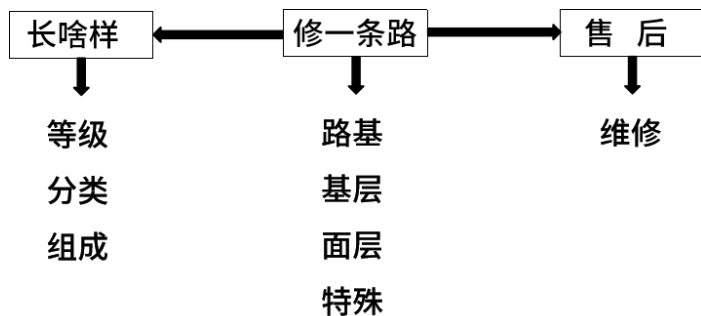 长啥样
修一条路
售 后
等级
分类
组成
路基
基层
面层
特殊
维修